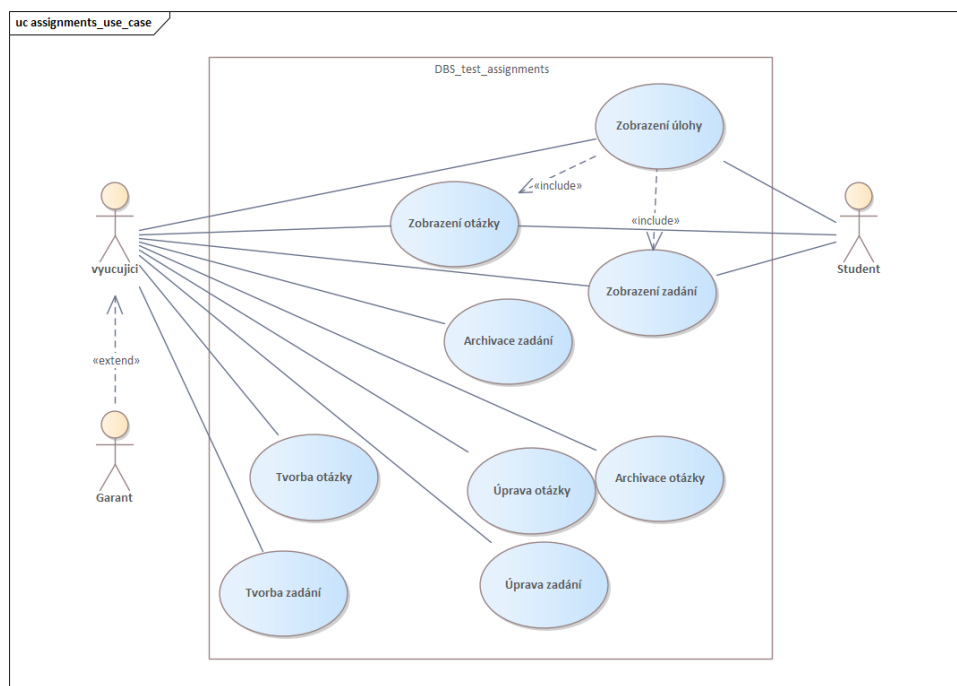 uc assignments_use_case
DBS_test_assignments
Zobrazení úlohy
«include»
Zobrazení otázky
«include»
vyucujici
Student
Zobrazení zadání
Archivace zadání
«extend»
Garant
Tvorba otázky
Úprava otázky
Archivace otázky
Tvorba zadání
Úprava zadání